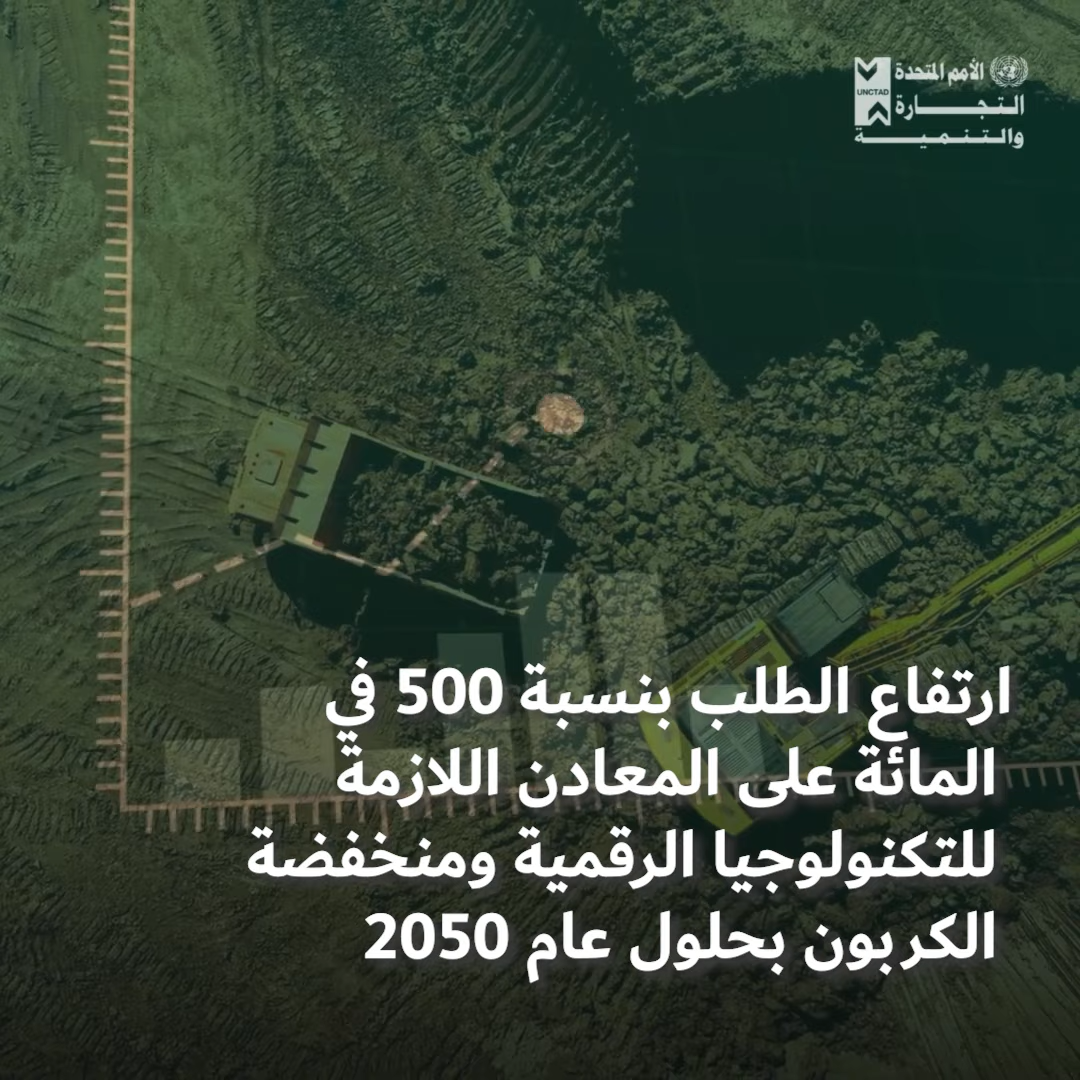 الأمم المتحدة
UNCTAD
التجارة
والتنمية
ارتفاع الطلب بنسبة 500 في
المائة على المعادن اللازمة
للتكنولوجيا الرقمية ومنخفضة
الكربون بحلول عام 2050